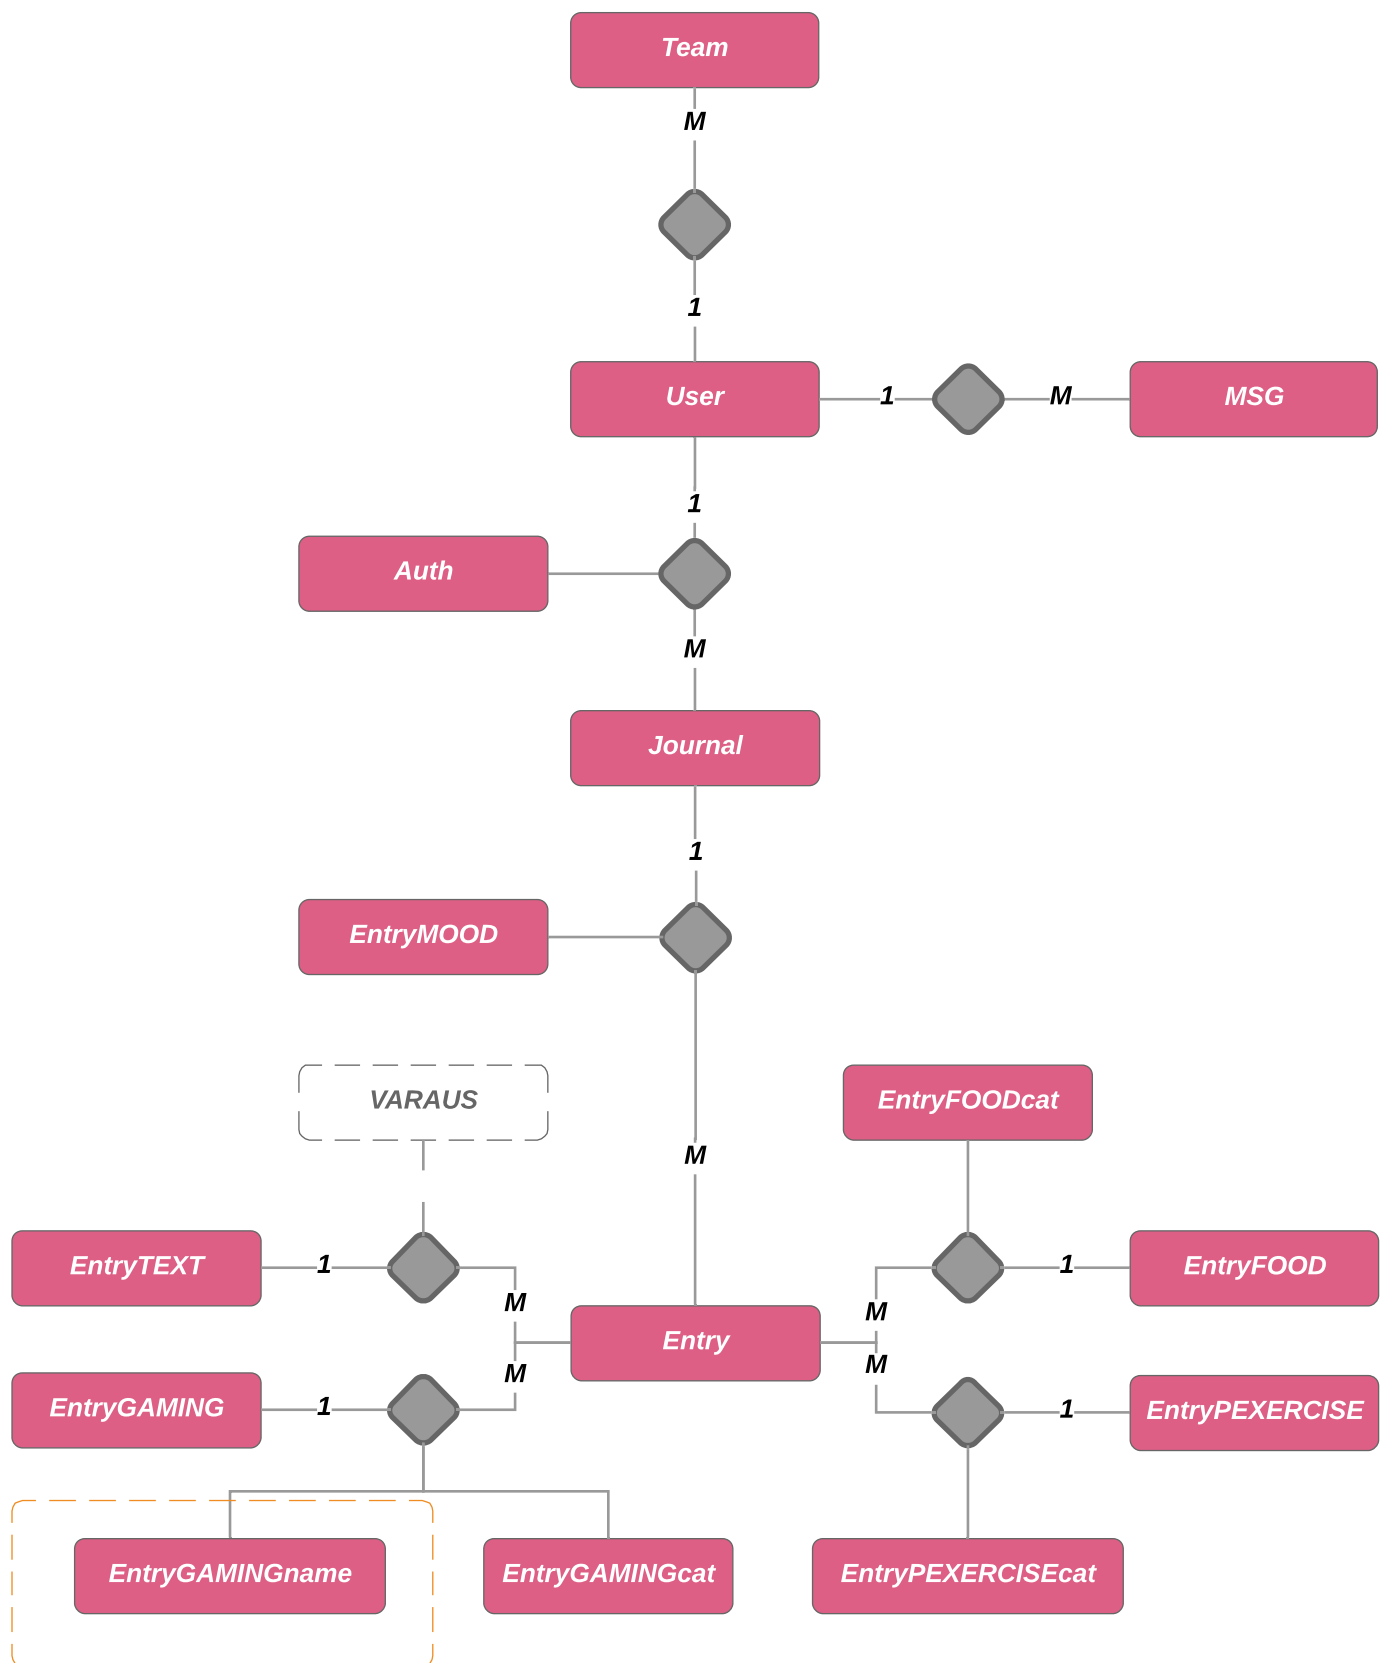 Team
M
1
User
1
M
MSG
1
Auth
M
Journal
1
EntryMOOD
VARAUS
EntryFOODcat
M
EntryTEXT
1
1
EntryFOOD
M
M
Entry
M
M
EntryGAMING
1
1
EntryPEXERCISE
EntryGAMINGname
EntryGAMINGcat
EntryPEXERCISEcat